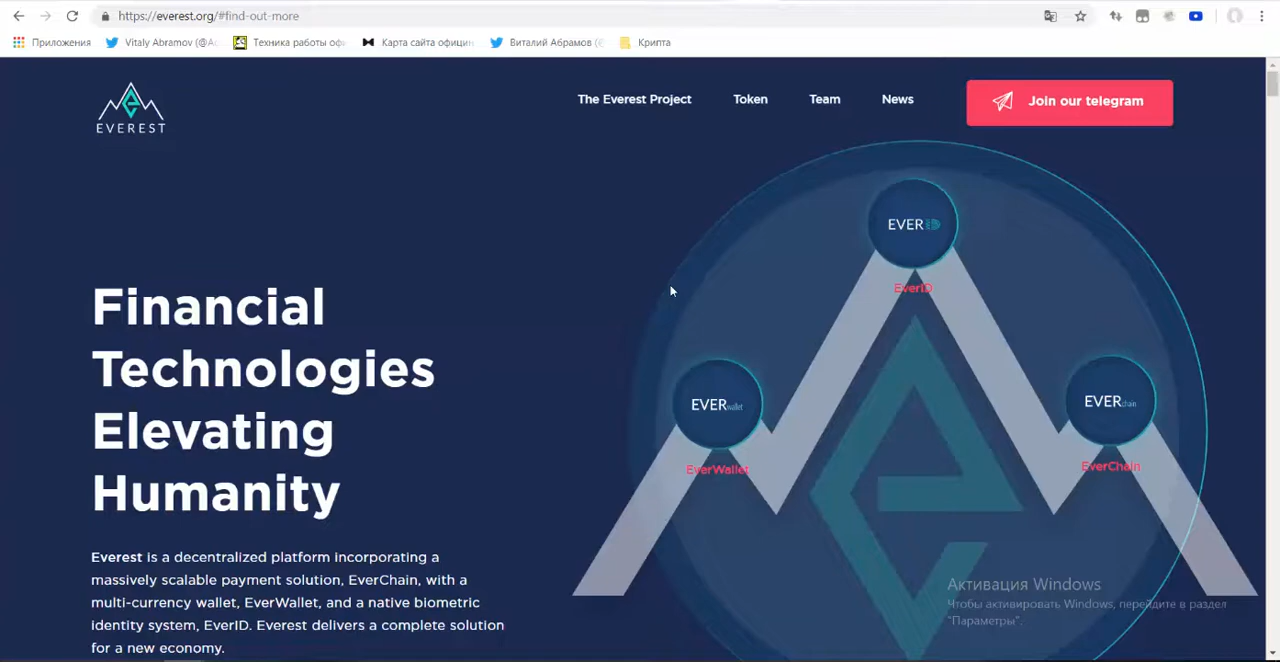 https://everest.org/#find-out-more
Приложения
Vitaly Abramov (@A
Техника работы оф
Карта сайта офици
Виталий Абрамов (
Крипта
EVEREST
The Everest Project
Token
Team
News
Join our telegram
Financial
Technologies
Elevating
Humanity
Everest is a decentralized platform incorporating a
massively scalable payment solution, EverChain, with a
multi-currency wallet, EverWallet, and a native biometric
identity system, EverID. Everest delivers a complete solution
for a new economy.
EVER
EverID
EVERwallet
EverWallet
EVERchain
EverChain
Активация Windows
Чтобы активировать Windows, перейдите в раздел
"Параметры".